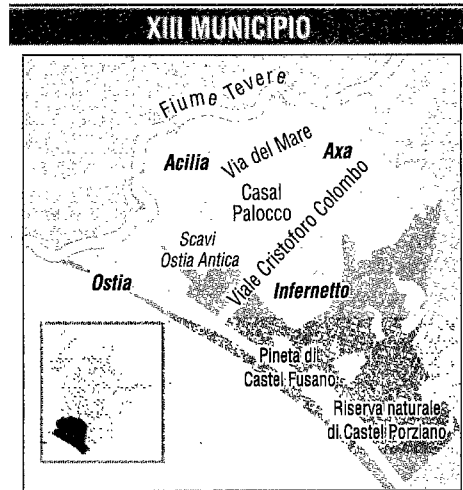 XIII MUNICIPIO
Fiume Tevere
Acilia
Via del Mare
Axa
Casal
Palocco
Viale Cristoforo Colombo
Scavi
Ostia Antica
Ostia
Infernetto
Pineta di
Castel Fusano
Riserva naturale
di Castel Porziano